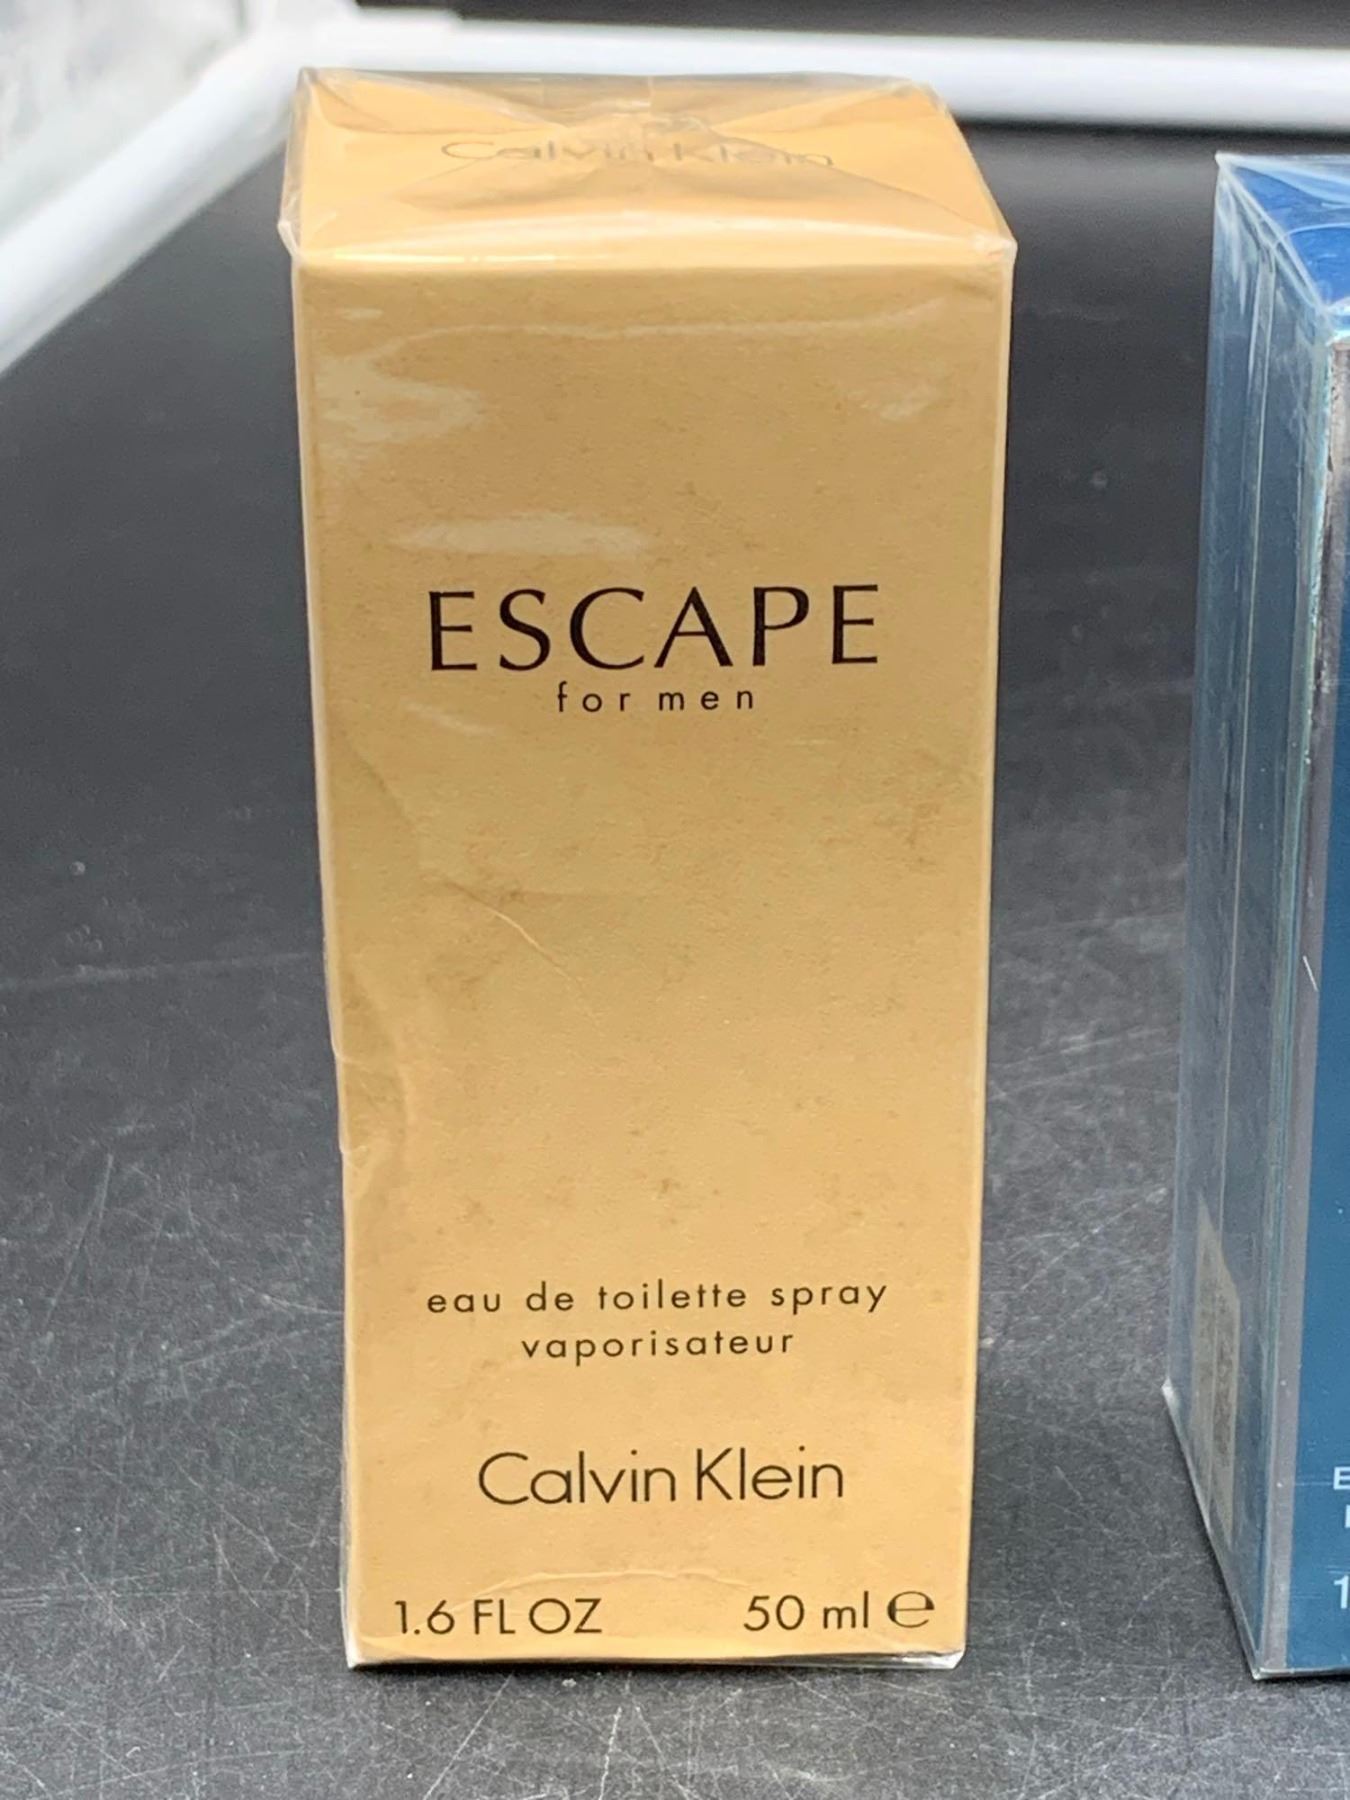 Calvin Klein
ESCAPE
for men
eau de toilette spray
vaporisateur
Calvin Klein
1.6 FL OZ 50 ml ℮